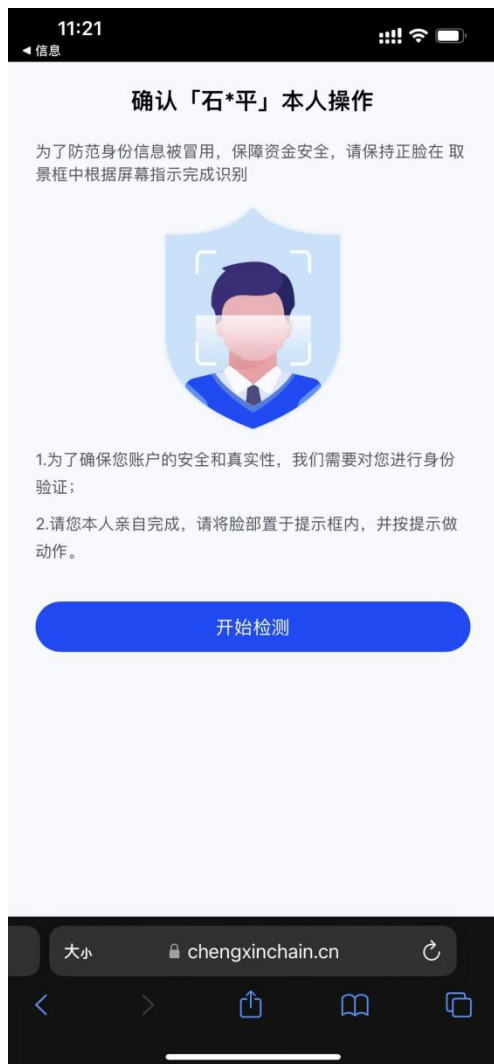 11:21
◀ 信息
确认「石*平」本人操作
为了防范身份信息被冒用，保障资金安全，请保持正脸在 取
景框中根据屏幕指示完成识别
1.为了确保您账户的安全和真实性，我们需要对您进行身份
验证；
2.请您本人亲自完成，请将脸部置于提示框内，并按提示做
动作。
开始检测
大小 chengxinchain.cn